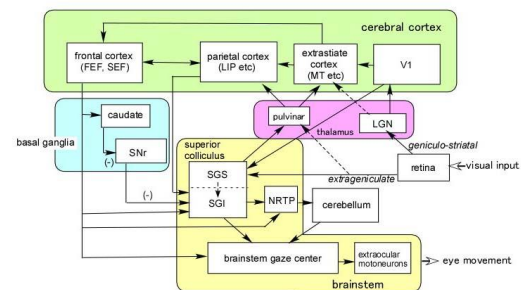 cerebral cortex
frontal cortex
(FEF, SEF)
parietal cortex
(LIP etc)
extrastiate
cortex
(MT etc)
V1
caudate
basal ganglia
(-)
SNr
(-)
pulvinar
thalamus
LGN
geniculo-striatal
superior
colliculus
SGS
SGI
extrageniculate
retina
visual input
NRTP
cerebellum
brainstem gaze center
extraocular
motoneurons
eye movement
brainstem